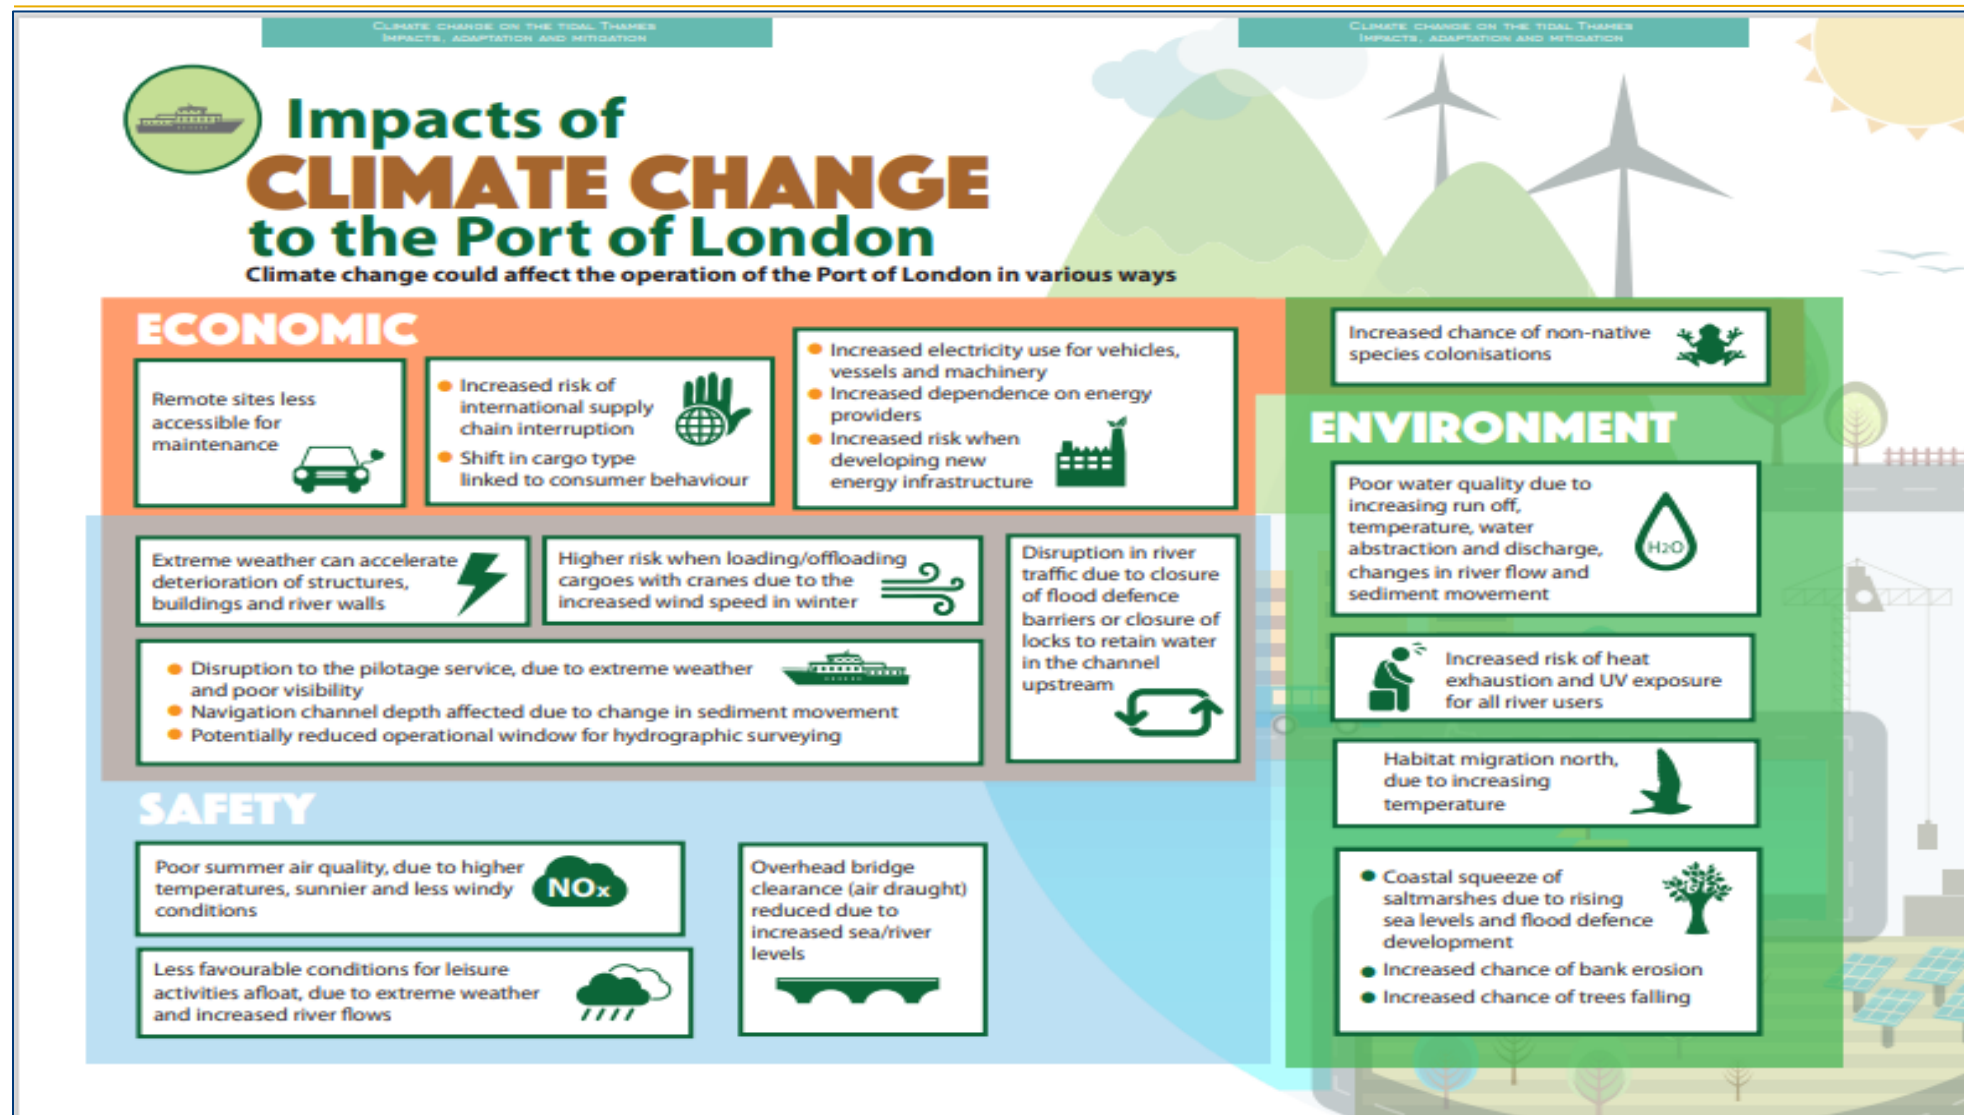 CLIMATE CHANGE ON THE TIDAL THAMES
IMPACTS, ADAPTATION AND MITIGATION
CLIMATE CHANGE ON THE TIDAL THAMES
IMPACTS, ADAPTATION AND MITIGATION
Impacts of
CLIMATE CHANGE
to the Port of London
Climate change could affect the operation of the Port of London in various ways
ECONOMIC
Remote sites less
accessible for
maintenance
Increased risk of
international supply
chain interruption
Shift in cargo type
linked to consumer behaviour
Increased electricity use for vehicles,
vessels and machinery
Increased dependence on energy
providers
Increased risk when
developing new
energy infrastructure
Extreme weather can accelerate
deterioration of structures,
buildings and river walls
Higher risk when loading/offloading
cargoes with cranes due to the
increased wind speed in winter
Disruption in river
traffic due to closure
of flood defence
barriers or closure of
locks to retain water
in the channel
upstream
Disruption to the pilotage service, due to extreme weather
and poor visibility
Navigation channel depth affected due to change in sediment movement
Potentially reduced operational window for hydrographic surveying
SAFETY
Poor summer air quality, due to higher
temperatures, sunnier and less windy
conditions
NOx
Less favourable conditions for leisure
activities afloat, due to extreme weather
and increased river flows
Overhead bridge
clearance (air draught)
reduced due to
increased sea/river
levels
Increased chance of non-native
species colonisations
ENVIRONMENT
Poor water quality due to
increasing run off,
temperature, water
abstraction and discharge,
changes in river flow and
sediment movement
H2O
Increased risk of heat
exhaustion and UV exposure
for all river users
Habitat migration north,
due to increasing
temperature
Coastal squeeze of
saltmarshes due to rising
sea levels and flood defence
development
Increased chance of bank erosion
Increased chance of trees falling